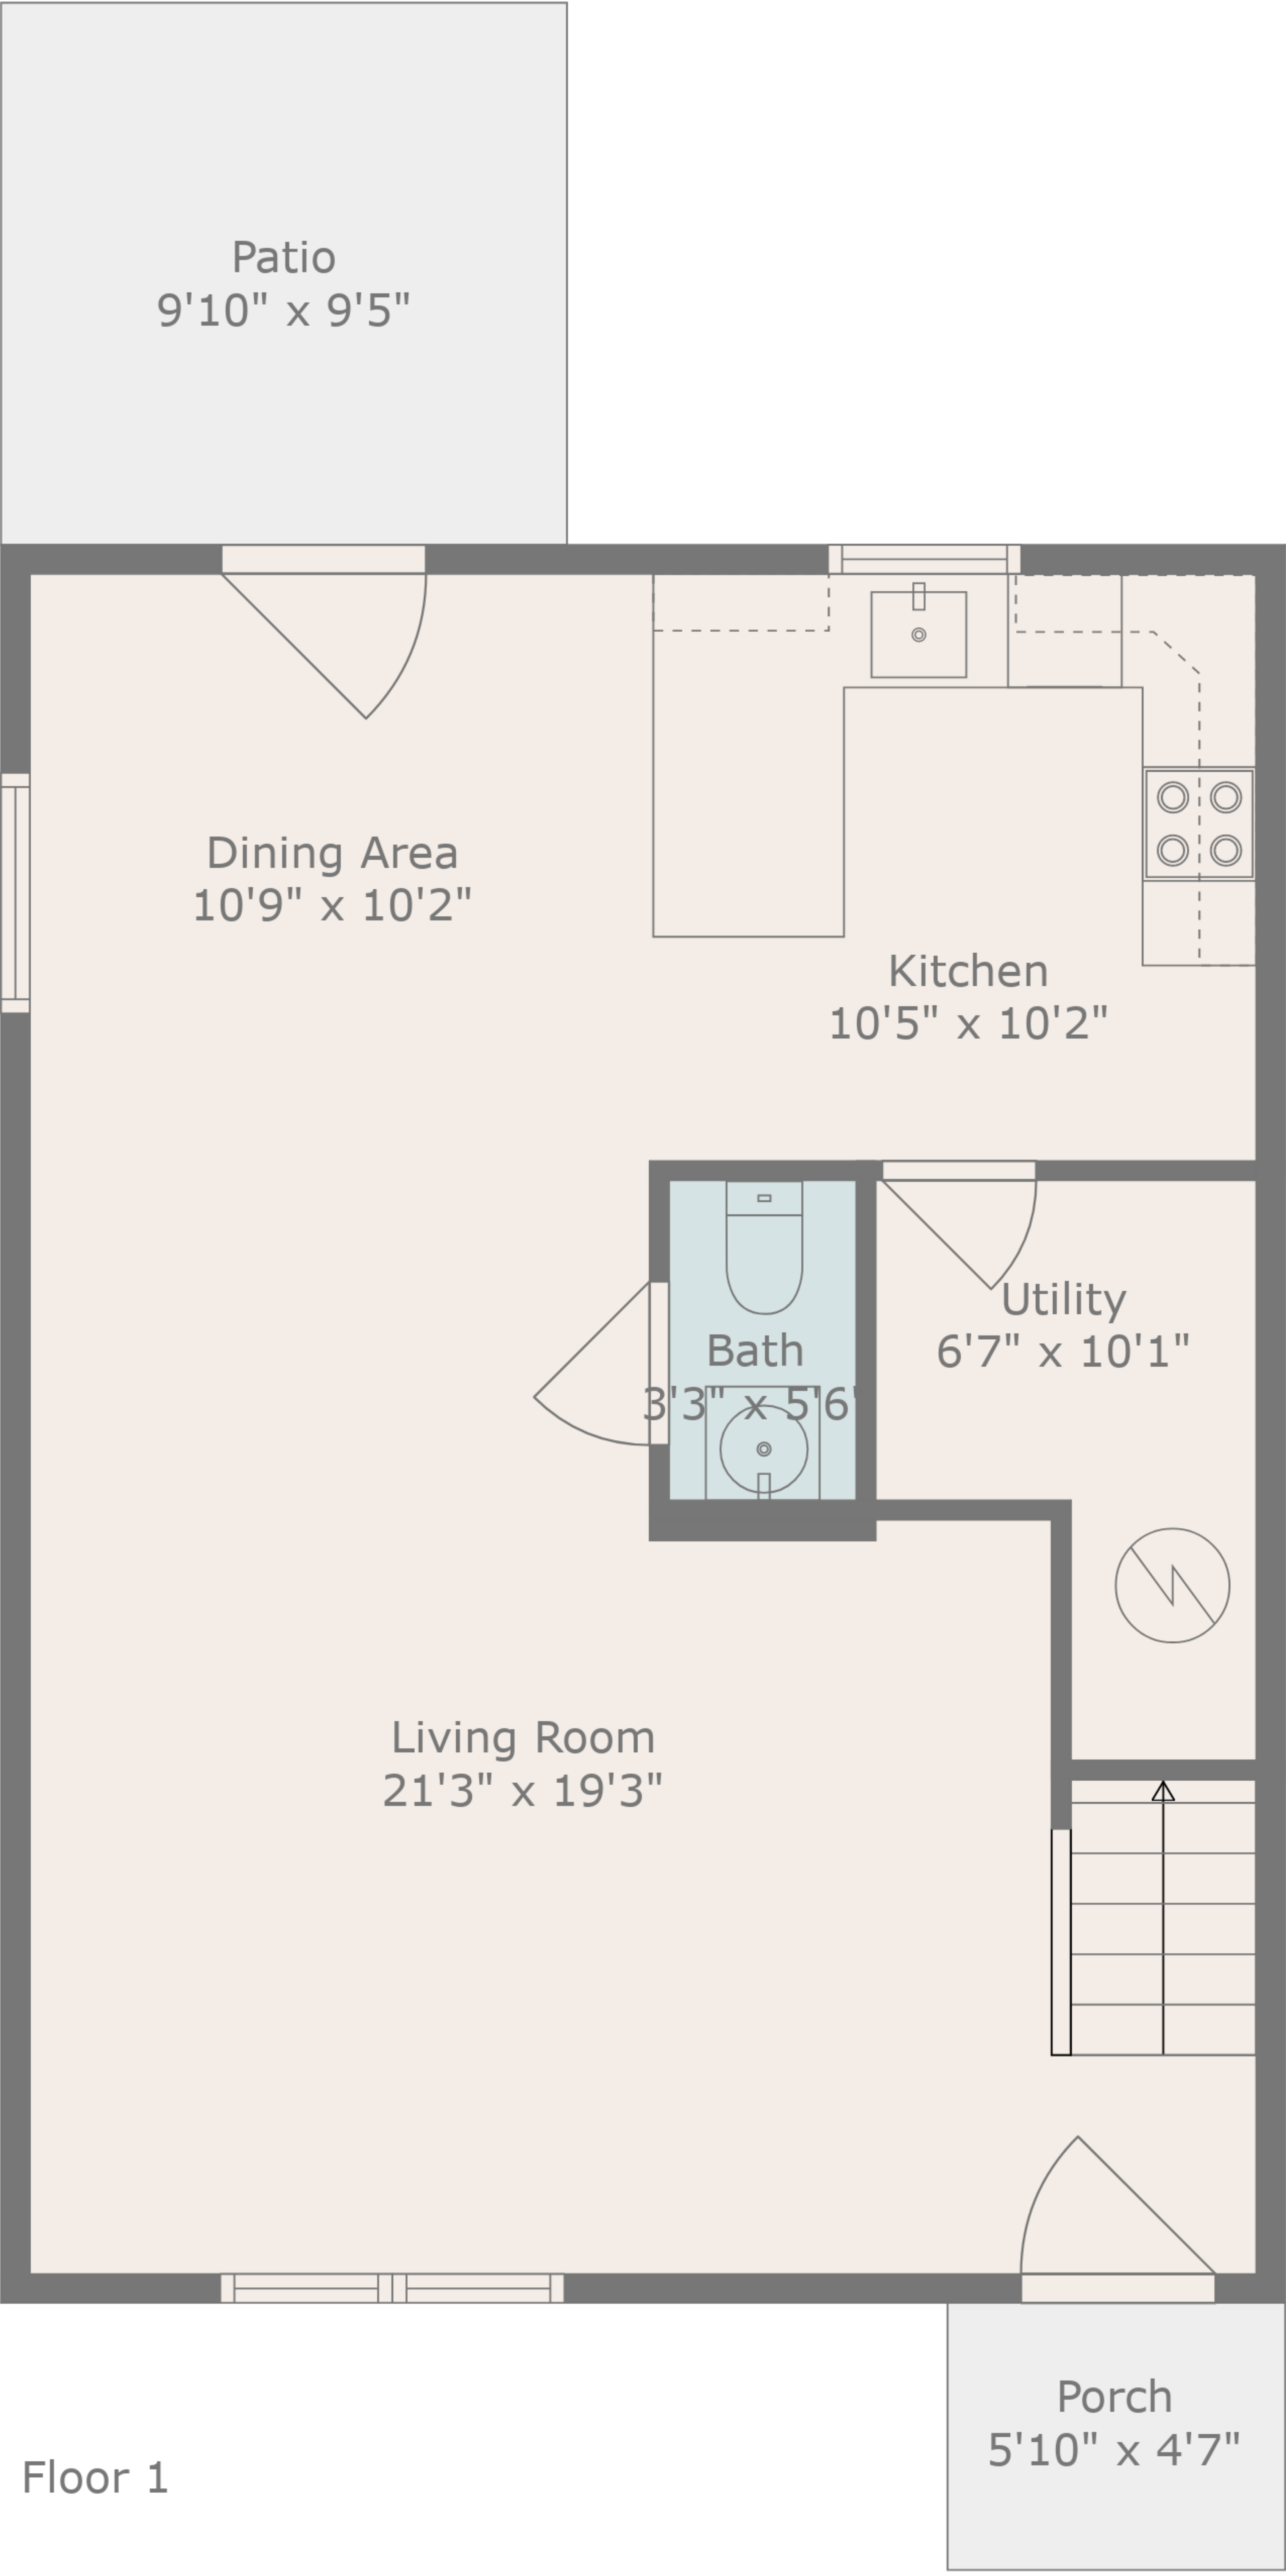 Patio
9'10" x 9'5"
Dining Area
10'9" x 10'2"
Kitchen
10'5" x 10'2"
Utility
6'7" x 10'1"
Bath
3'3" x 5'6"
Living Room
21'3" x 19'3"
Porch
5'10" x 4'7"
Floor 1